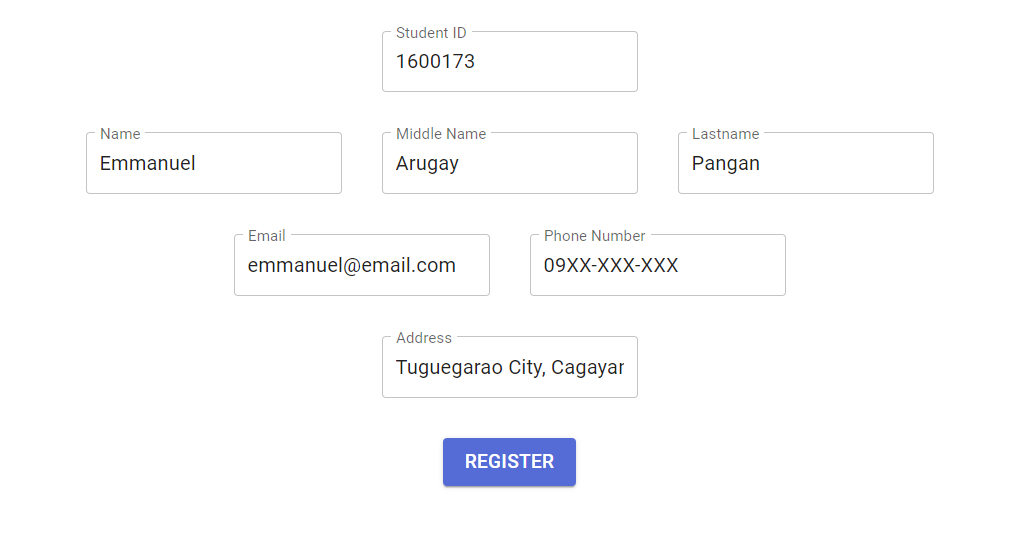 Student ID
1600173
Name Middle Name Lastname
Emmanuel Arugay Pangan
Email Phone Number
emmanuel@email.com 09XX-XXX-XXX
Address
Tuguegarao City, Cagayan
REGISTER